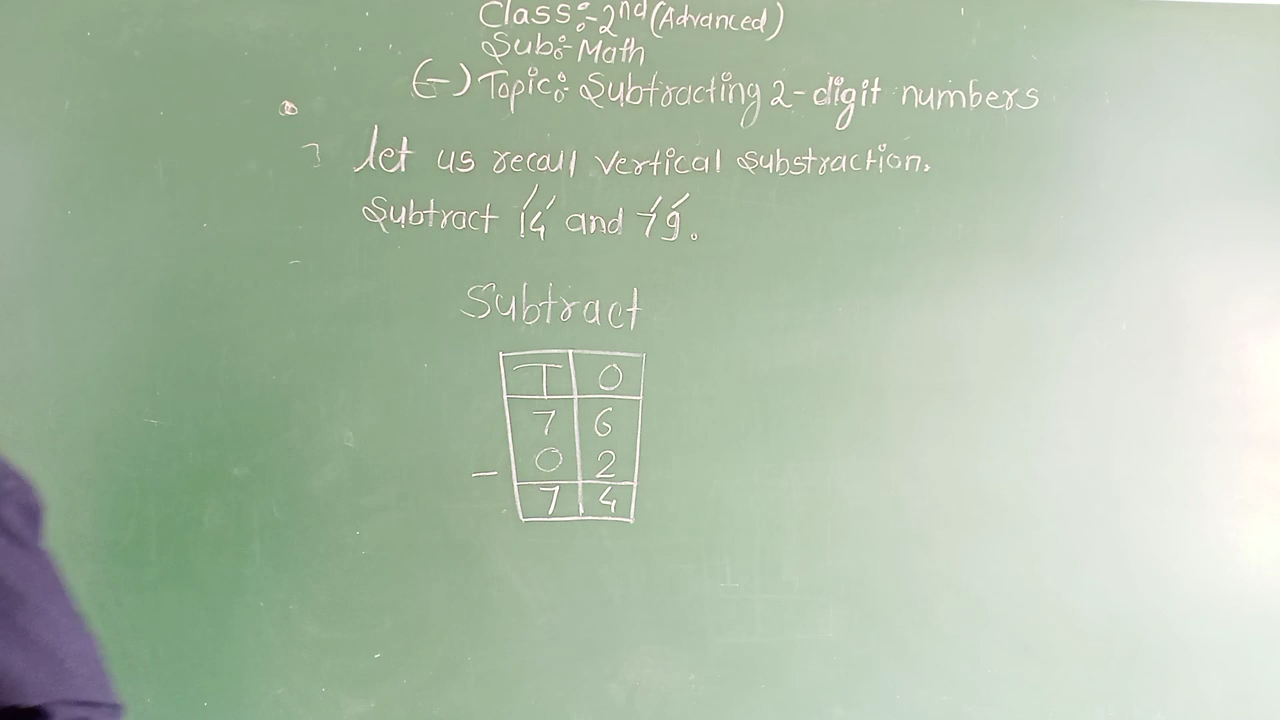 Class:-2nd (Advanced)
Sub:- Math
(-) Topic:- Subtracting 2-digit numbers
let us recall vertical substraction.
Subtract 14 and 79.
Subtract
T O
7 6
- 0 2
7 4